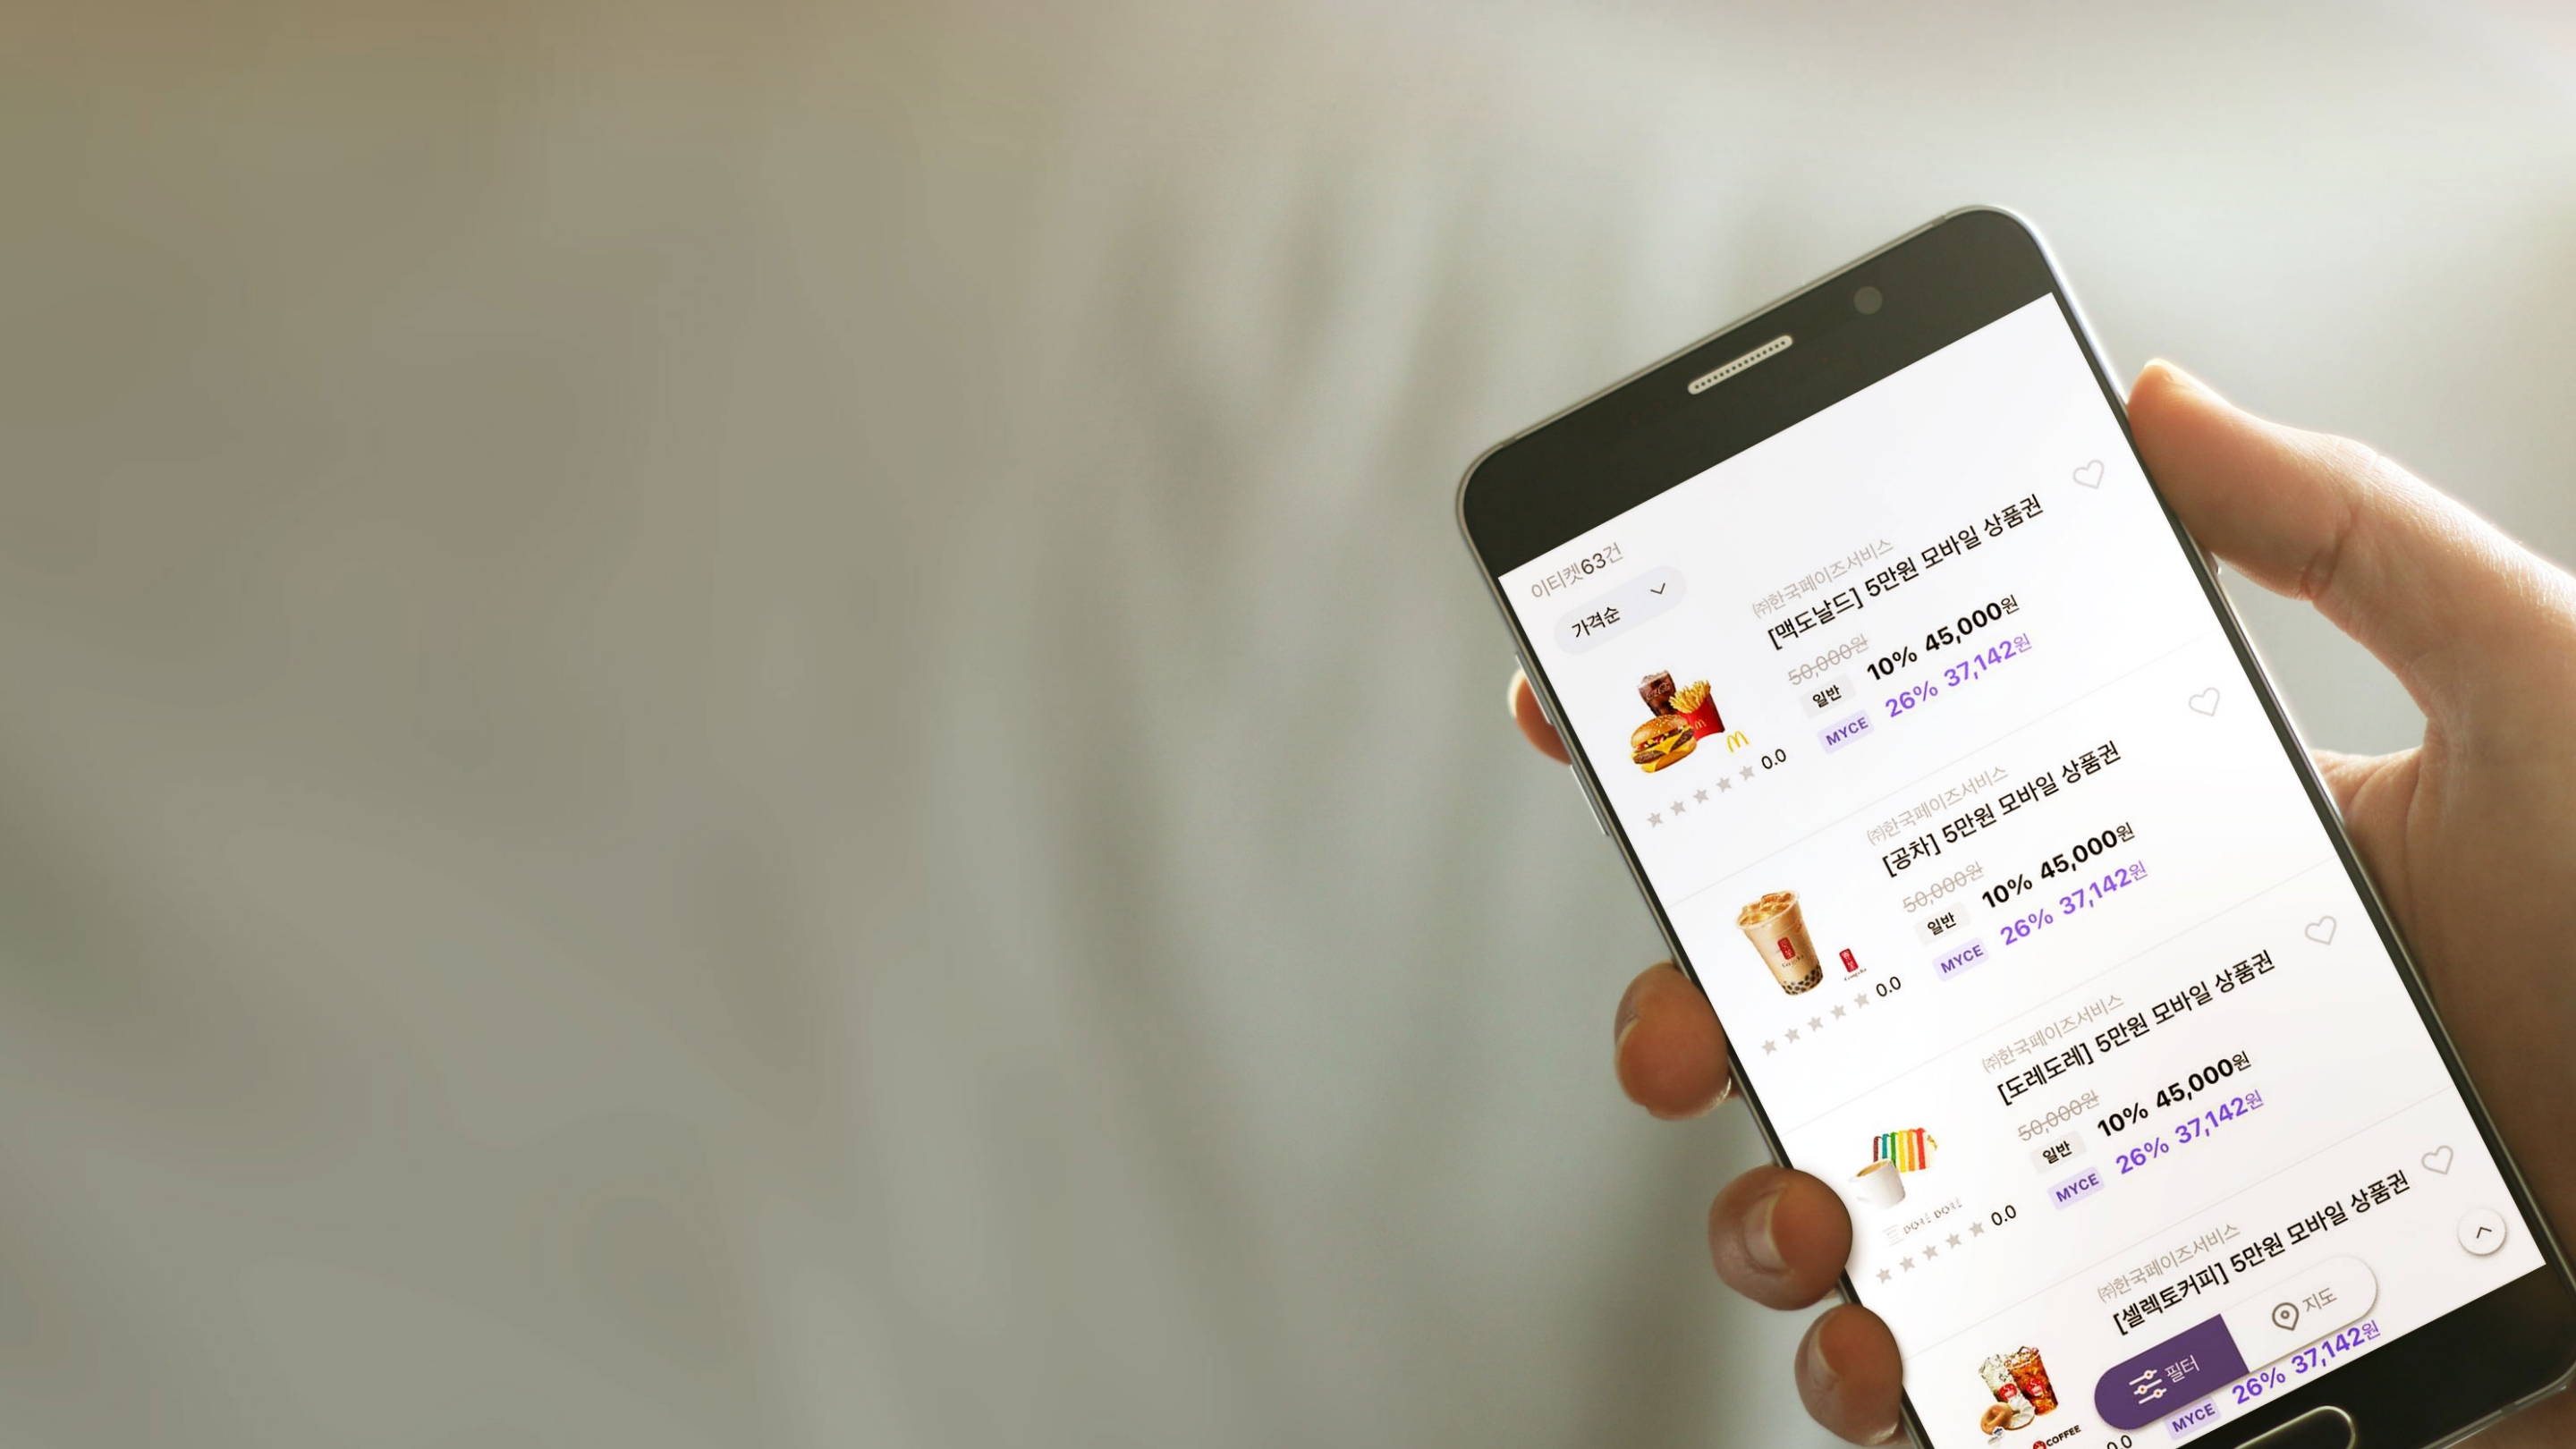 이티켓63건
가격순
㈜한국페이즈서비스
[맥도날드] 5만원 모바일 상품권
50,000원
일반 10% 45,000원
MYCE 26% 37,142원
0.0
㈜한국페이즈서비스
[공차] 5만원 모바일 상품권
50,000원
일반 10% 45,000원
MYCE 26% 37,142원
0.0
㈜한국페이즈서비스
[도레도레] 5만원 모바일 상품권
50,000원
일반 10% 45,000원
MYCE 26% 37,142원
DORÉ DORÉ
0.0
㈜한국페이즈서비스
[셀렉토커피] 5만원 모바일 상품권
필터
지도
MYCE 26% 37,142원
COFFEE
0.0